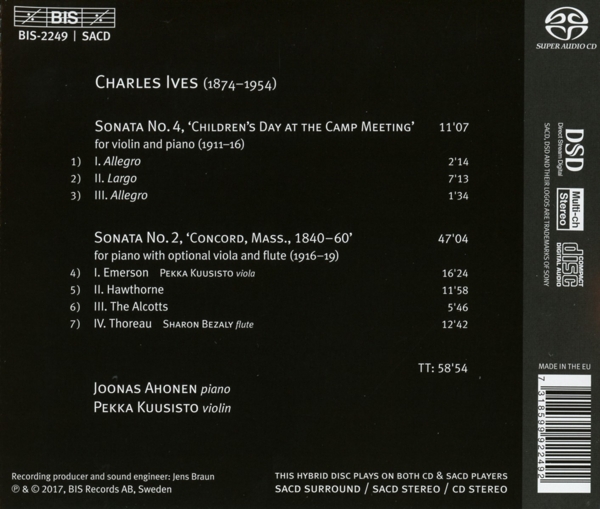 BIS
BIS-2249 | SACD
SUPER AUDIO CD
CHARLES IVES (1874–1954)
SONATA NO. 4, ‘CHILDREN’S DAY AT THE CAMP MEETING’ 11'07
for violin and piano (1911–16)
1) I. Allegro 2'14
2) II. Largo 7'13
3) III. Allegro 1'34
SONATA NO. 2, ‘CONCORD, MASS., 1840–60’ 47'04
for piano with optional viola and flute (1916–19)
4) I. Emerson PEKKA KUUSISTO viola 16'24
5) II. Hawthorne 11'58
6) III. The Alcotts 5'46
7) IV. Thoreau SHARON BEZALY flute 12'42
TT: 58'54
JOONAS AHONEN piano
PEKKA KUUSISTO violin
Recording producer and sound engineer: Jens Braun
℗ & © 2017, BIS Records AB, Sweden
THIS HYBRID DISC PLAYS ON BOTH CD & SACD PLAYERS
SACD SURROUND / SACD STEREO / CD STEREO
DSD
Direct Stream Digital
Multi-ch
Stereo
COMPACT
disc
DIGITAL AUDIO
SACD, DSD AND THEIR LOGOS ARE TRADEMARKS OF SONY
MADE IN THE EU
7 318599 922492